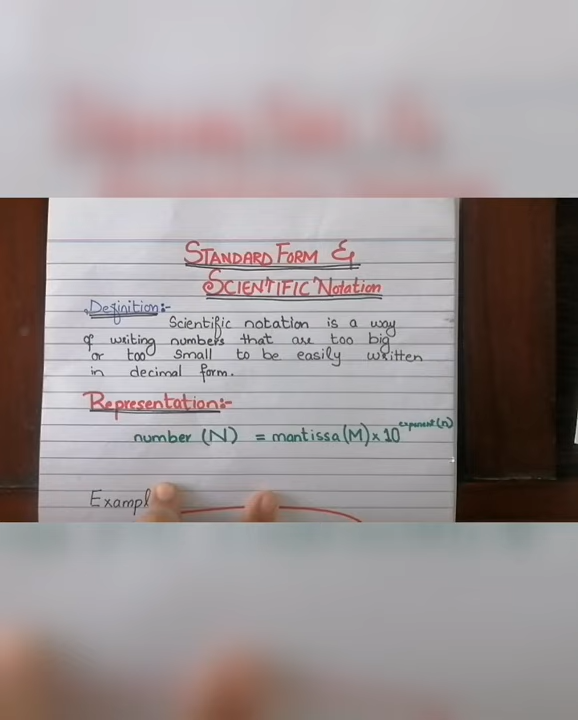 STANDARD FORM &
SCIENTIFIC Notation
Definition:-
Scientific notation is a way
of writing numbers that are too big
or too small to be easily written
in decimal form.
Representation:-
number (N) = mantissa (M) x 10^exponent (n)
Exampl